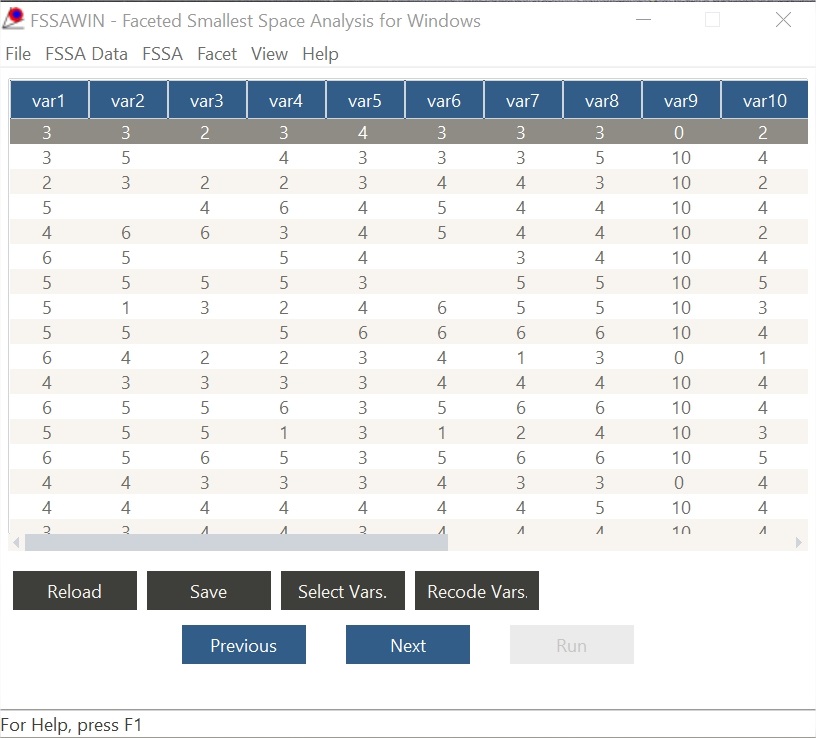 FSSAWIN - Faceted Smallest Space Analysis for Windows
File FSSA Data FSSA Facet View Help
var1 var2 var3 var4 var5 var6 var7 var8 var9 var10
3 3 2 3 4 3 3 3 0 2
3 5 4 3 3 3 5 10 4
2 3 2 2 3 4 4 3 10 2
5 4 6 4 5 4 4 10 4
4 6 6 3 4 5 4 4 10 2
6 5 5 4 3 4 10 4
5 5 5 5 3 5 5 10 5
5 1 3 2 4 6 5 5 10 3
5 5 5 6 6 6 6 10 4
6 4 2 2 3 4 1 3 0 1
4 3 3 3 3 4 4 4 10 4
6 5 5 6 3 5 6 6 10 4
5 5 5 1 3 1 2 4 10 3
6 5 6 5 3 5 6 6 10 5
4 4 3 3 3 4 3 3 0 4
4 4 4 4 4 4 4 5 10 4
3 3 4 4 3 4 4 4 10 4
Reload Save Select Vars. Recode Vars.
Previous Next Run
For Help, press F1